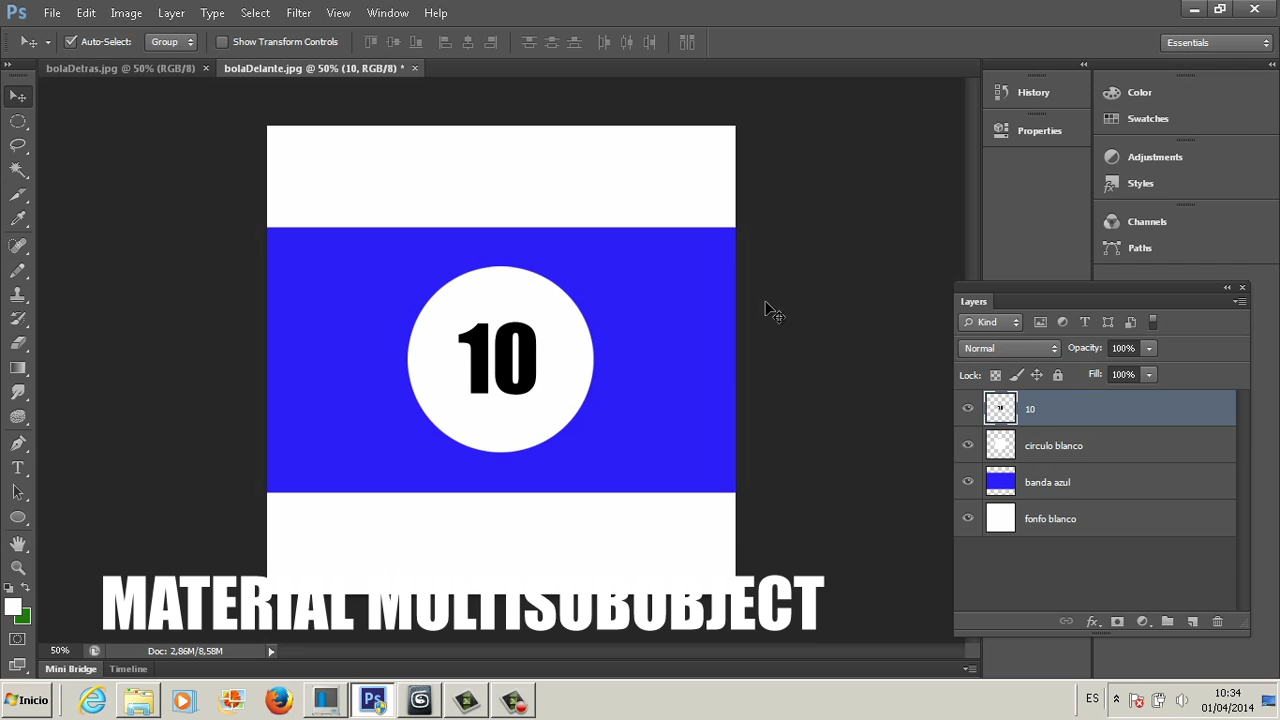 Ps File Edit Image Layer Type Select Filter View Window Help
Auto-Select: Group Show Transform Controls Essentials
bolaDetras.jpg @ 50% (RGB/8) × bolaDelante.jpg @ 50% (10, RGB/8) * ×
History
Properties
Color
Swatches
Adjustments
Styles
Channels
Paths
10
Layers
Kind
Normal Opacity: 100%
Lock: Fill: 100%
10
circulo blanco
banda azul
fonfo blanco
MATERIAL MULTISUBOBJECT
50% Doc: 2,86M/8,58M
Mini Bridge Timeline
Inicio Ps ES 10:34
01/04/2014